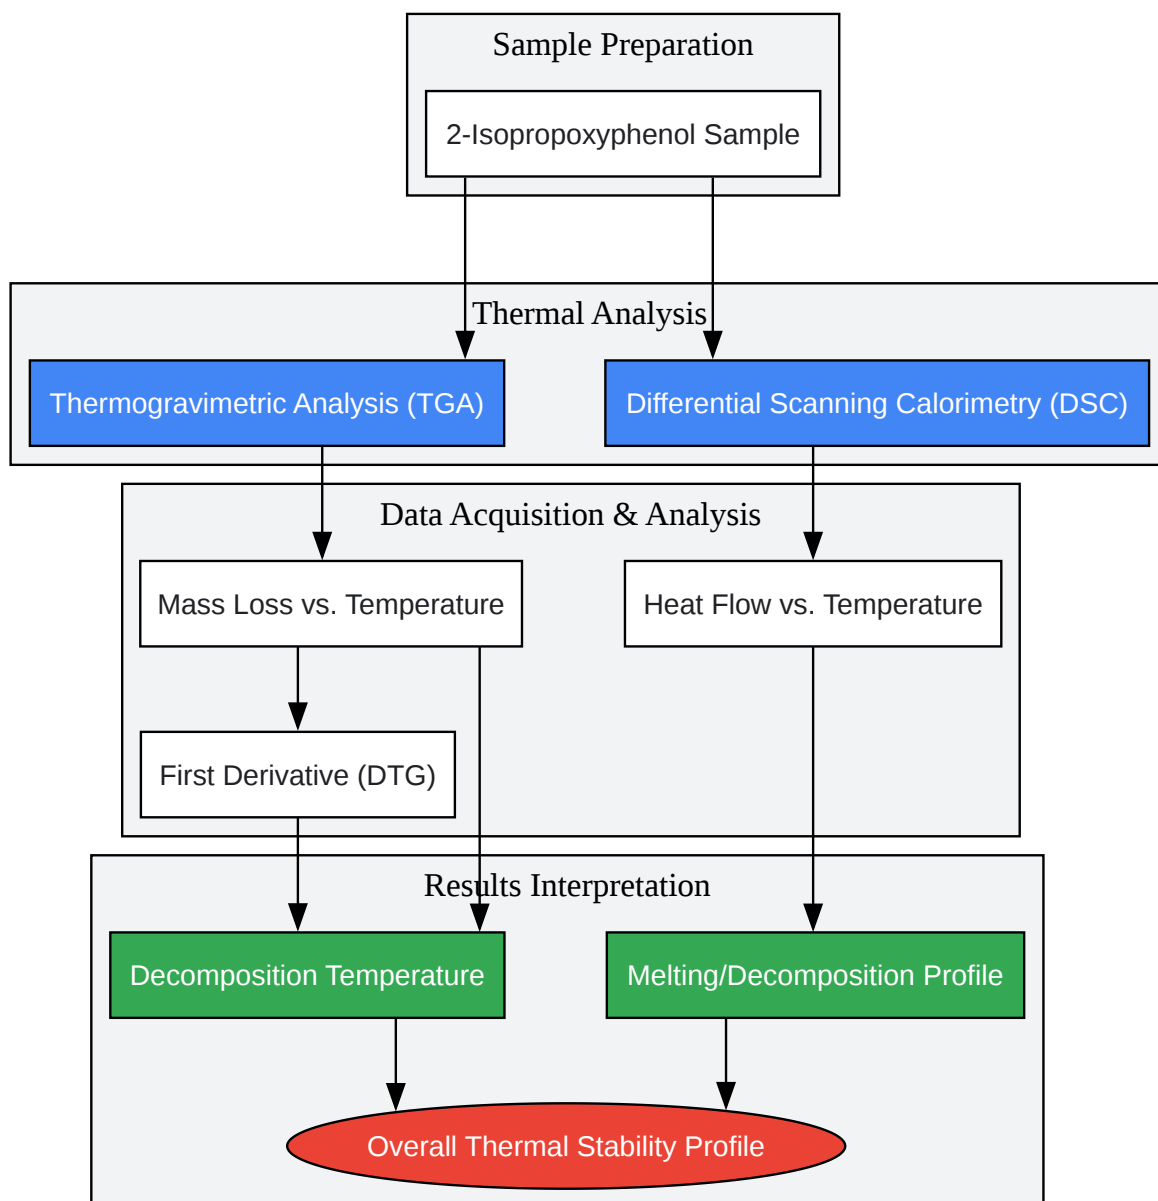 Sample Preparation
2-Isopropoxyphenol Sample
Thermal Analysis
Thermogravimetric Analysis (TGA)
Differential Scanning Calorimetry (DSC)
Data Acquisition & Analysis
Mass Loss vs. Temperature
Heat Flow vs. Temperature
First Derivative (DTG)
Results Interpretation
Decomposition Temperature
Melting/Decomposition Profile
Overall Thermal Stability Profile